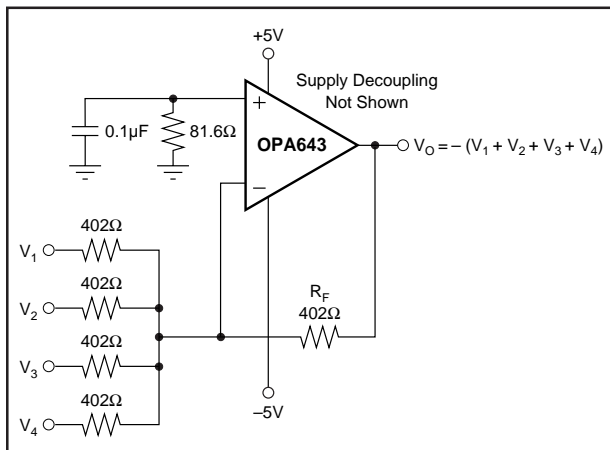 +5V
Supply Decoupling
Not Shown
+
0.1µF
81.6Ω
OPA643
V_O = – (V_1 + V_2 + V_3 + V_4)
–
402Ω
V_1
402Ω
V_2
R_F
402Ω
402Ω
V_3
402Ω
V_4
–5V